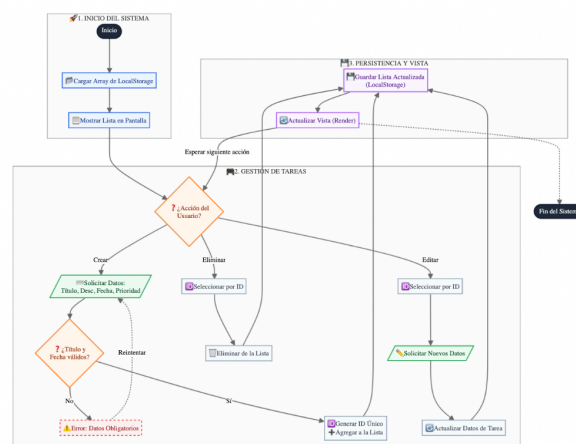 🚀1. INICIO DEL SISTEMA
Inicio
Cargar Array de LocalStorage
Mostrar Lista en Pantalla
💾3. PERSISTENCIA Y VISTA
💾Guardar Lista Actualizada
(LocalStorage)
🔄Actualizar Vista (Render)
Esperar siguiente acción
Fin del Sistem
🎮2. GESTIÓN DE TAREAS
❓¿Acción del
Usuario?
Crear
Eliminar
Editar
Solicitar Datos:
Título, Desc, Fecha, Prioridad
🆔Seleccionar por ID
🆔Seleccionar por ID
❓¿Título y
Fecha válidos?
Reintentar
🗑️Eliminar de la Lista
✏️Solicitar Nuevos Datos
No
Sí
⚠️Error: Datos Obligatorios
🆔Generar ID Único
➕Agregar a la Lista
🔄Actualizar Datos de Tarea